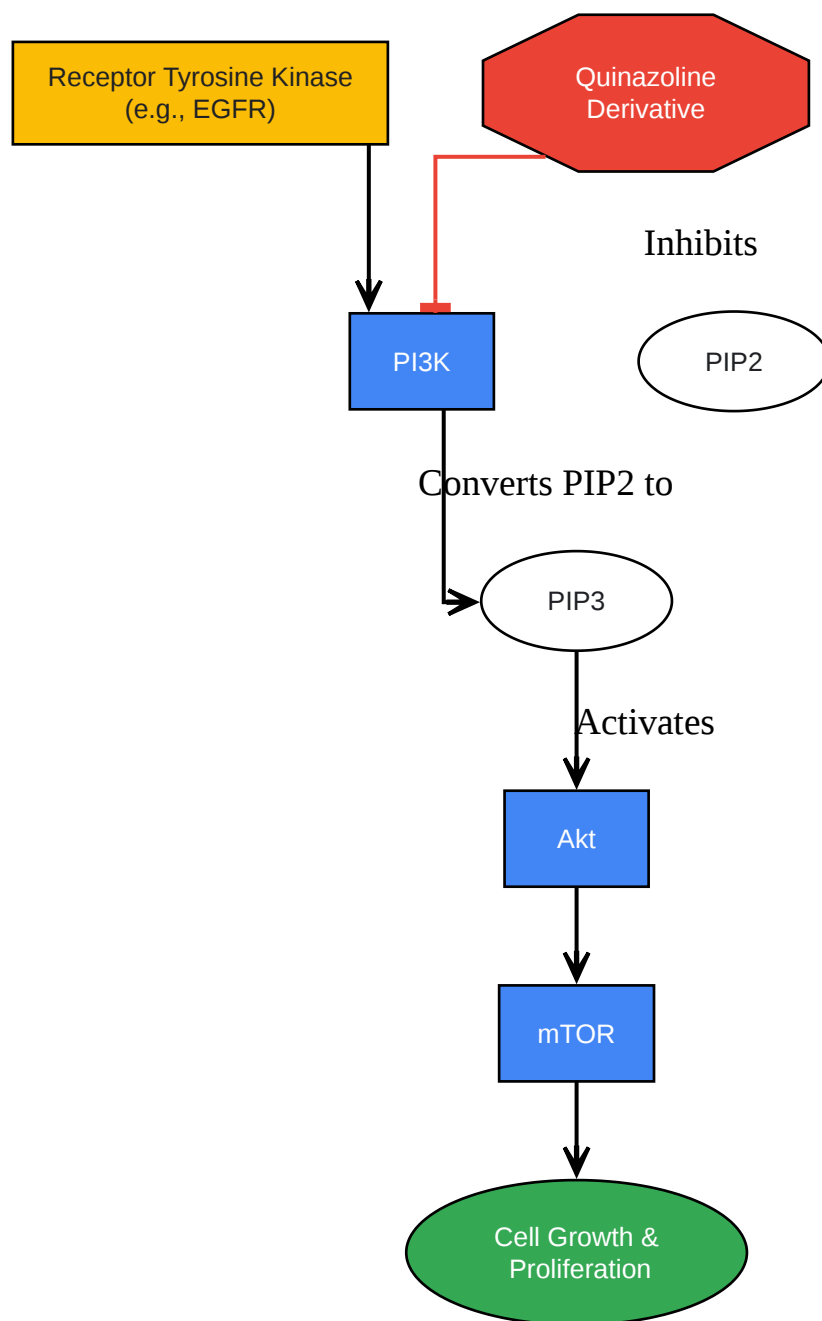 Receptor Tyrosine Kinase
(e.g., EGFR)
Quinazoline
Derivative
Inhibits
PI3K
PIP2
Converts PIP2 to
PIP3
Activates
Akt
mTOR
Cell Growth &
Proliferation